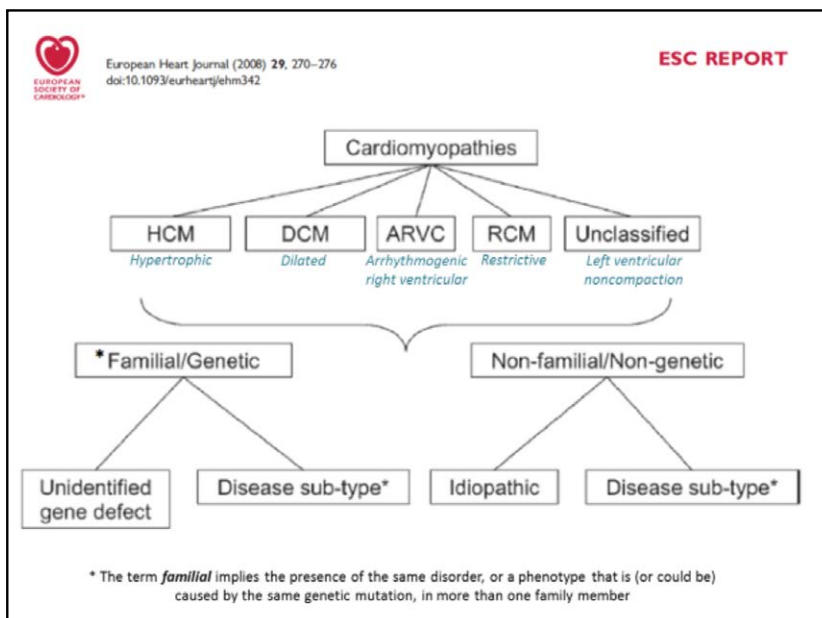 EUROPEAN
SOCIETY OF
CARDIOLOGY®
European Heart Journal (2008) 29, 270–276
doi:10.1093/eurheartj/ehm342
ESC REPORT
Cardiomyopathies
HCM
DCM
ARVC
RCM
Unclassified
Hypertrophic
Dilated
Arrhythmogenic
right ventricular
Restrictive
Left ventricular
noncompaction
*Familial/Genetic
Non-familial/Non-genetic
Unidentified
gene defect
Disease sub-type*
Idiopathic
Disease sub-type*
* The term familial implies the presence of the same disorder, or a phenotype that is (or could be)
caused by the same genetic mutation, in more than one family member